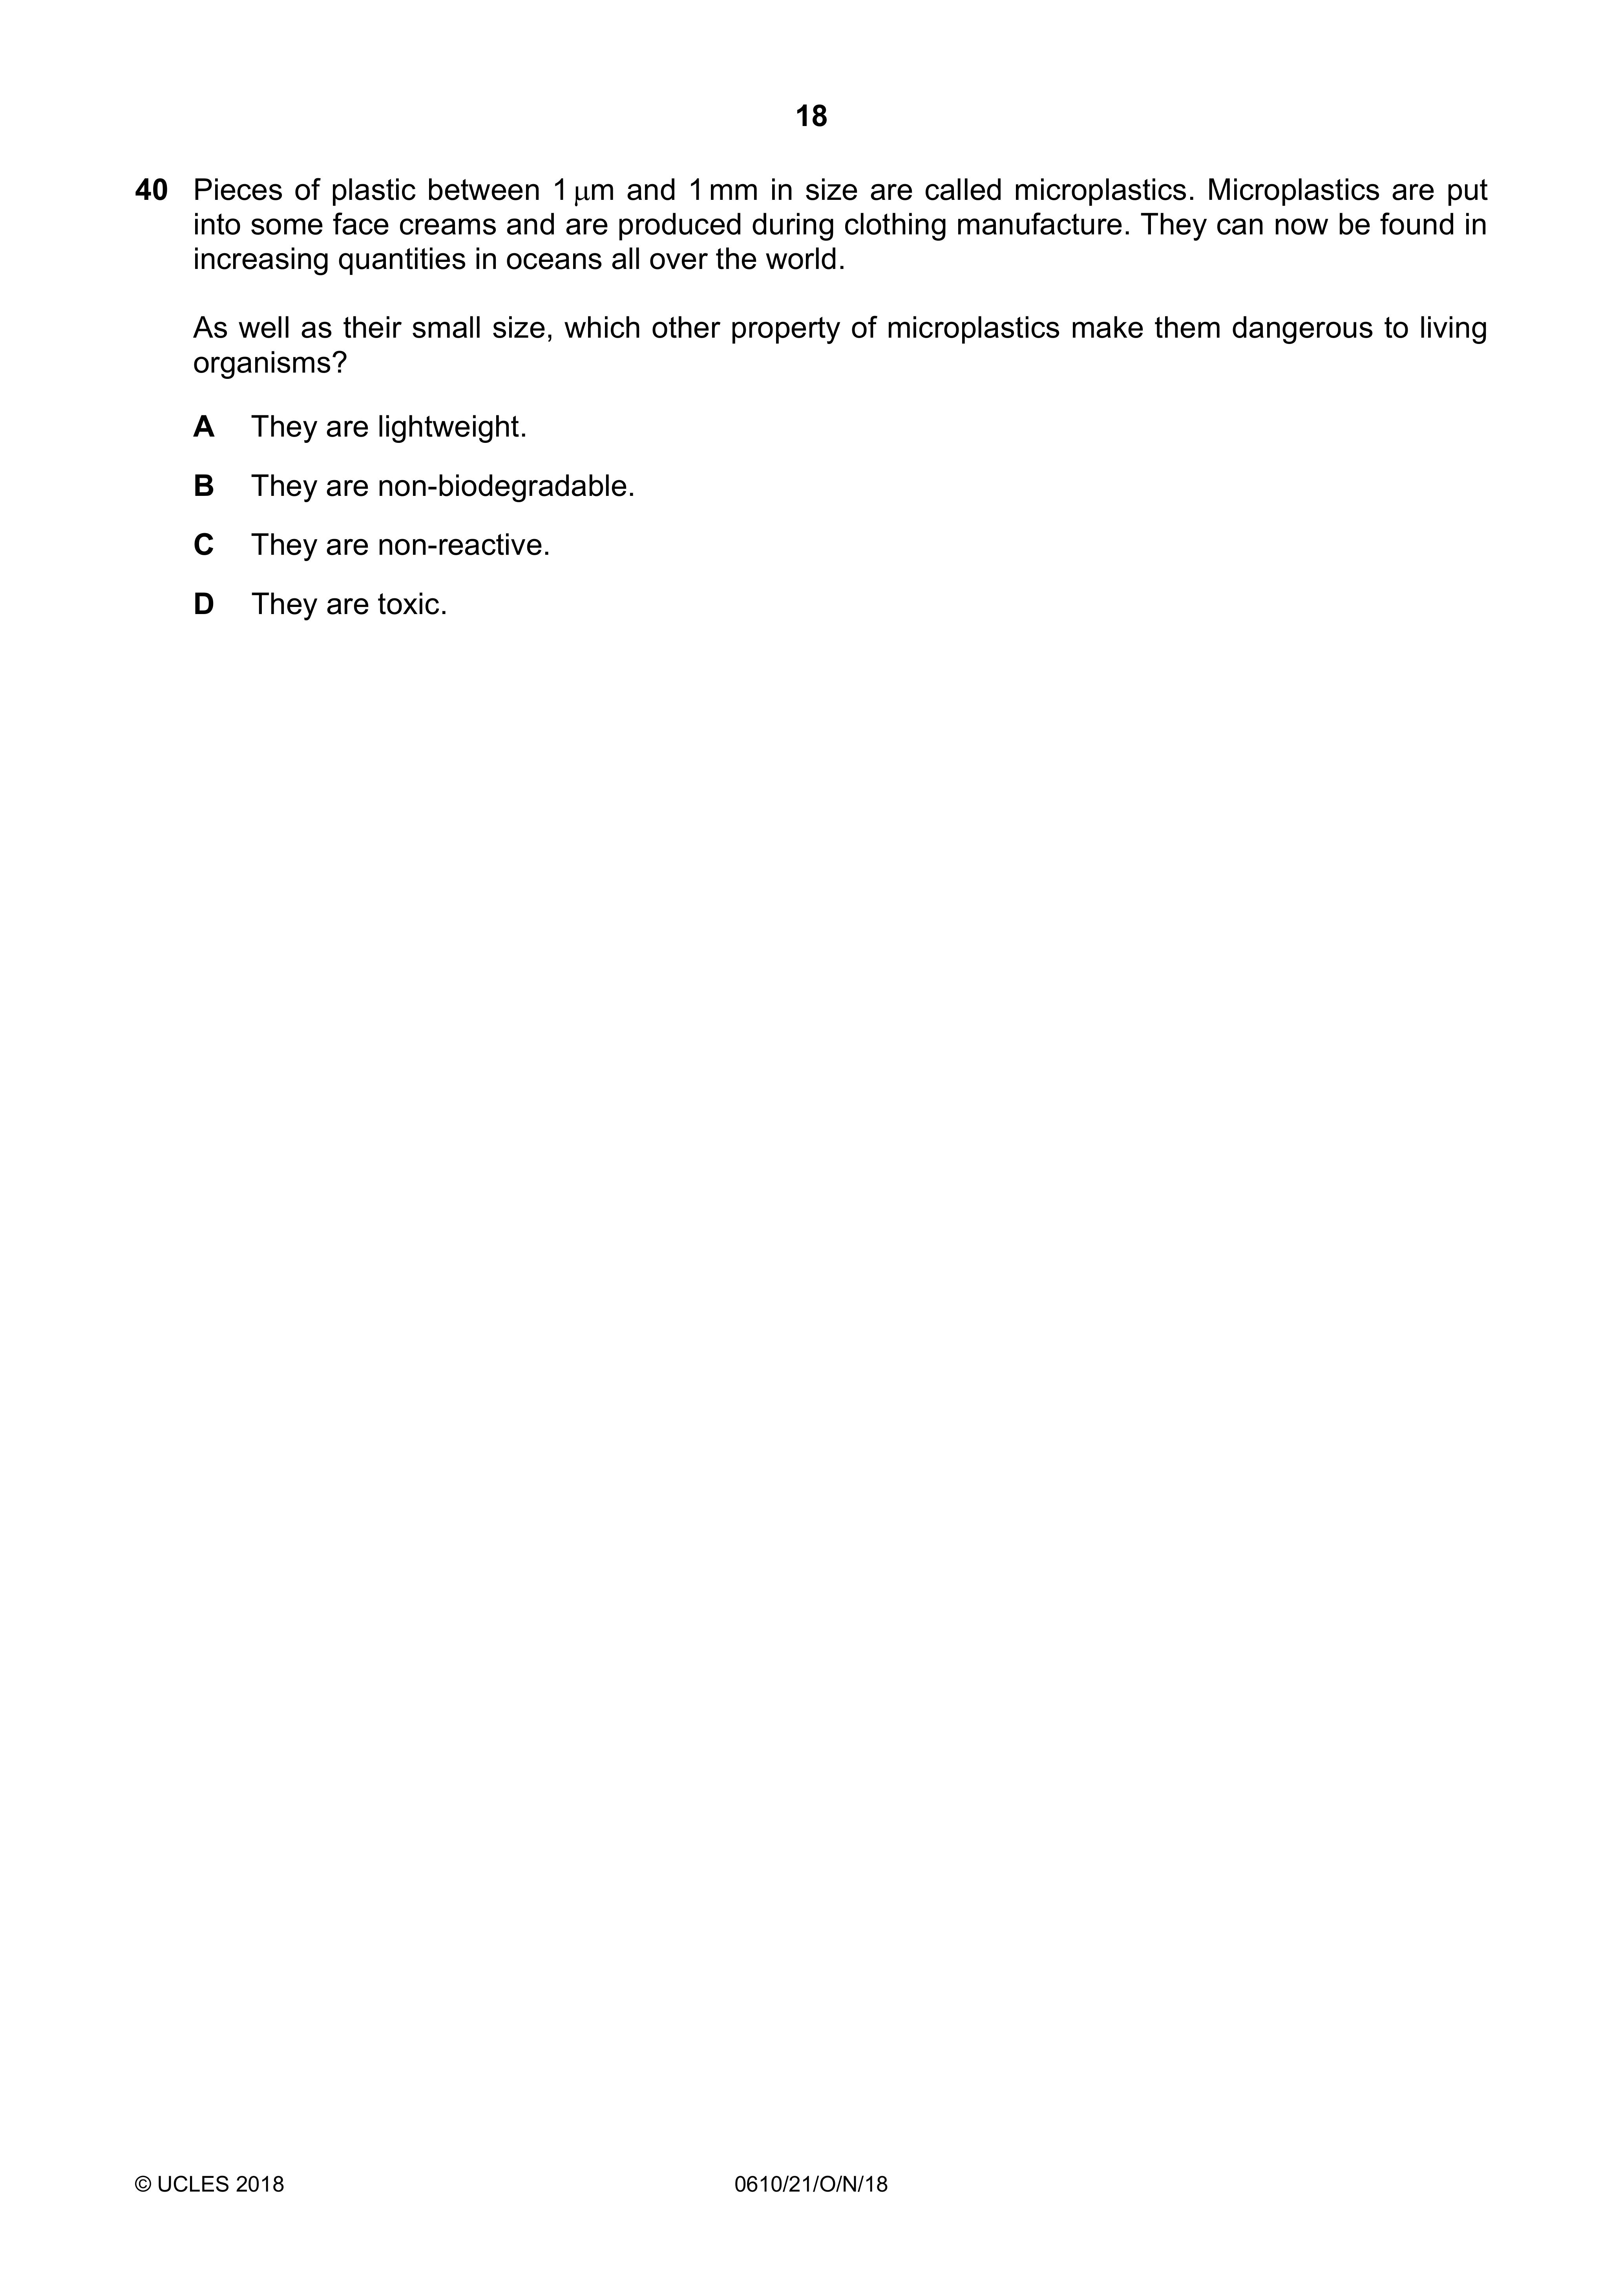 18
40 Pieces of plastic between 1 μm and 1 mm in size are called microplastics. Microplastics are put
into some face creams and are produced during clothing manufacture. They can now be found in
increasing quantities in oceans all over the world.
As well as their small size, which other property of microplastics make them dangerous to living
organisms?
A They are lightweight.
B They are non-biodegradable.
C They are non-reactive.
D They are toxic.
© UCLES 2018 0610/21/O/N/18